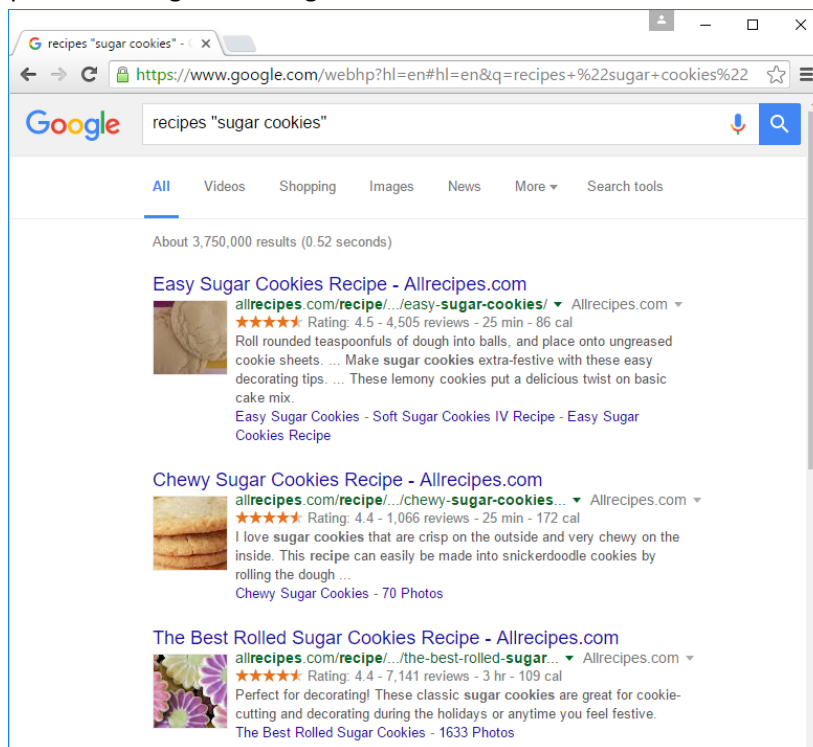 G recipes "sugar cookies" - G
https://www.google.com/webhp?hl=en#hl=en&q=recipes+%22sugar+cookies%22
Google recipes "sugar cookies"
All Videos Shopping Images News More Search tools
About 3,750,000 results (0.52 seconds)
Easy Sugar Cookies Recipe - Allrecipes.com
allrecipes.com/recipe/.../easy-sugar-cookies/ Allrecipes.com
Rating: 4.5 - 4,505 reviews - 25 min - 86 cal
Roll rounded teaspoonfuls of dough into balls, and place onto ungreased
cookie sheets. ... Make sugar cookies extra-festive with these easy
decorating tips. ... These lemony cookies put a delicious twist on basic
cake mix.
Easy Sugar Cookies - Soft Sugar Cookies IV Recipe - Easy Sugar
Cookies Recipe
Chewy Sugar Cookies Recipe - Allrecipes.com
allrecipes.com/recipe/.../chewy-sugar-cookies... Allrecipes.com
Rating: 4.4 - 1,066 reviews - 25 min - 172 cal
I love sugar cookies that are crisp on the outside and very chewy on the
inside. This recipe can easily be made into snickerdoodle cookies by
rolling the dough ...
Chewy Sugar Cookies - 70 Photos
The Best Rolled Sugar Cookies Recipe - Allrecipes.com
allrecipes.com/recipe/.../the-best-rolled-sugar... Allrecipes.com
Rating: 4.4 - 7,141 reviews - 3 hr - 109 cal
Perfect for decorating! These classic sugar cookies are great for cookie-
cutting and decorating during the holidays or anytime you feel festive.
The Best Rolled Sugar Cookies - 1633 Photos